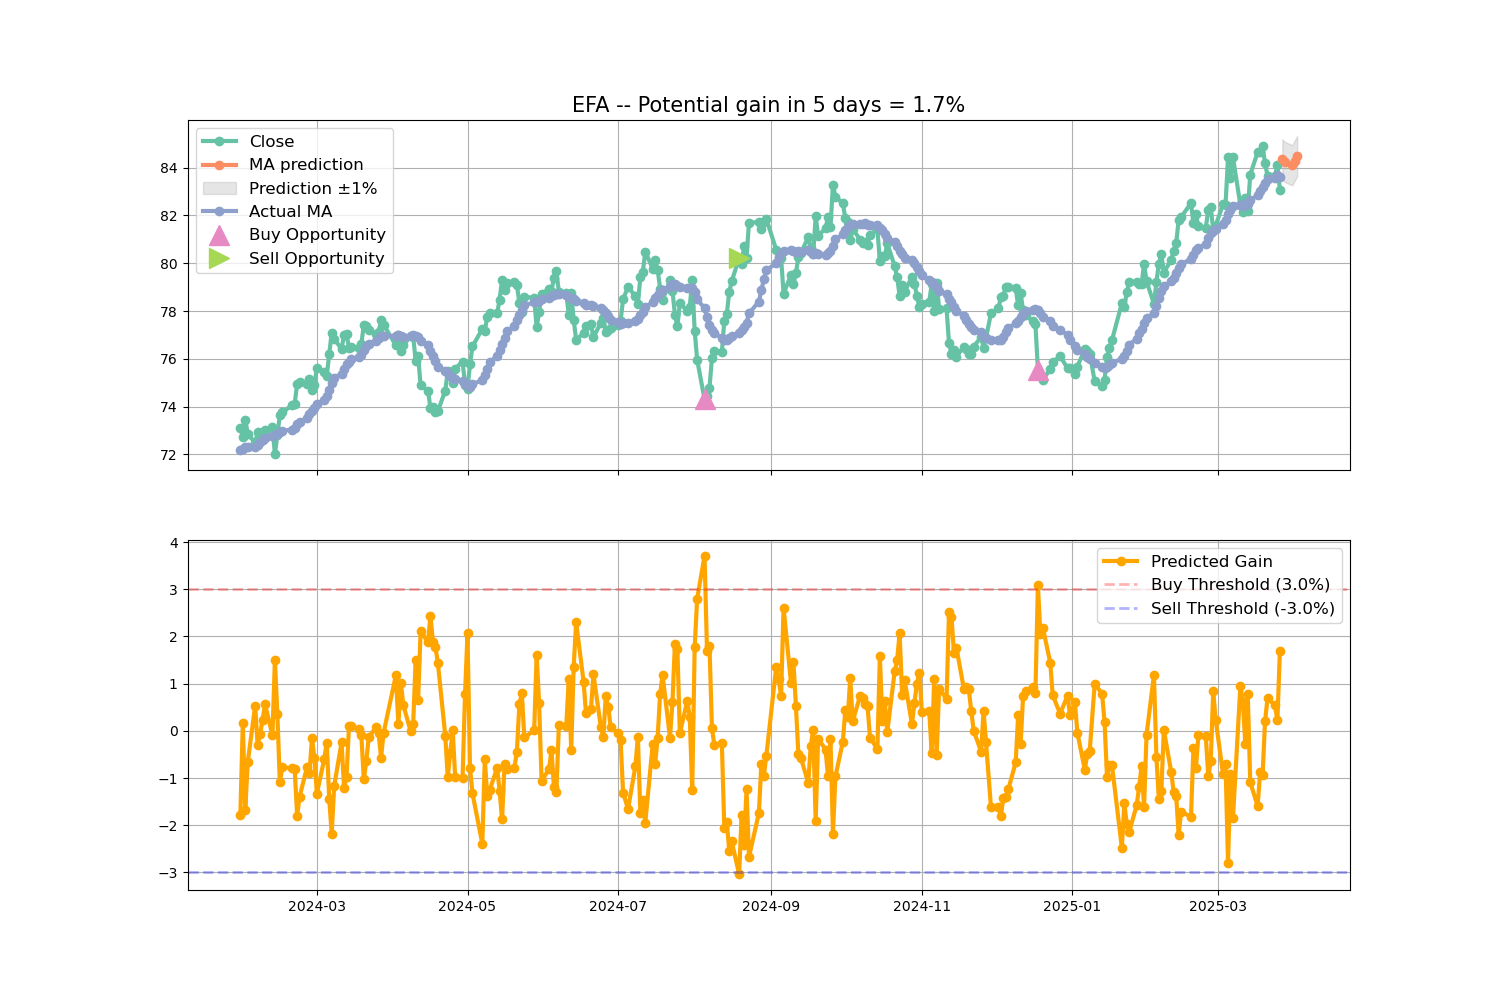 EFA -- Potential gain in 5 days = 1.7%
Close
MA prediction
Prediction ±1%
Actual MA
Buy Opportunity
Sell Opportunity
84
82
80
78
76
74
72
Predicted Gain
Buy Threshold (3.0%)
Sell Threshold (-3.0%)
4
3
2
1
0
−1
−2
−3
2024-03 2024-05 2024-07 2024-09 2024-11 2025-01 2025-03